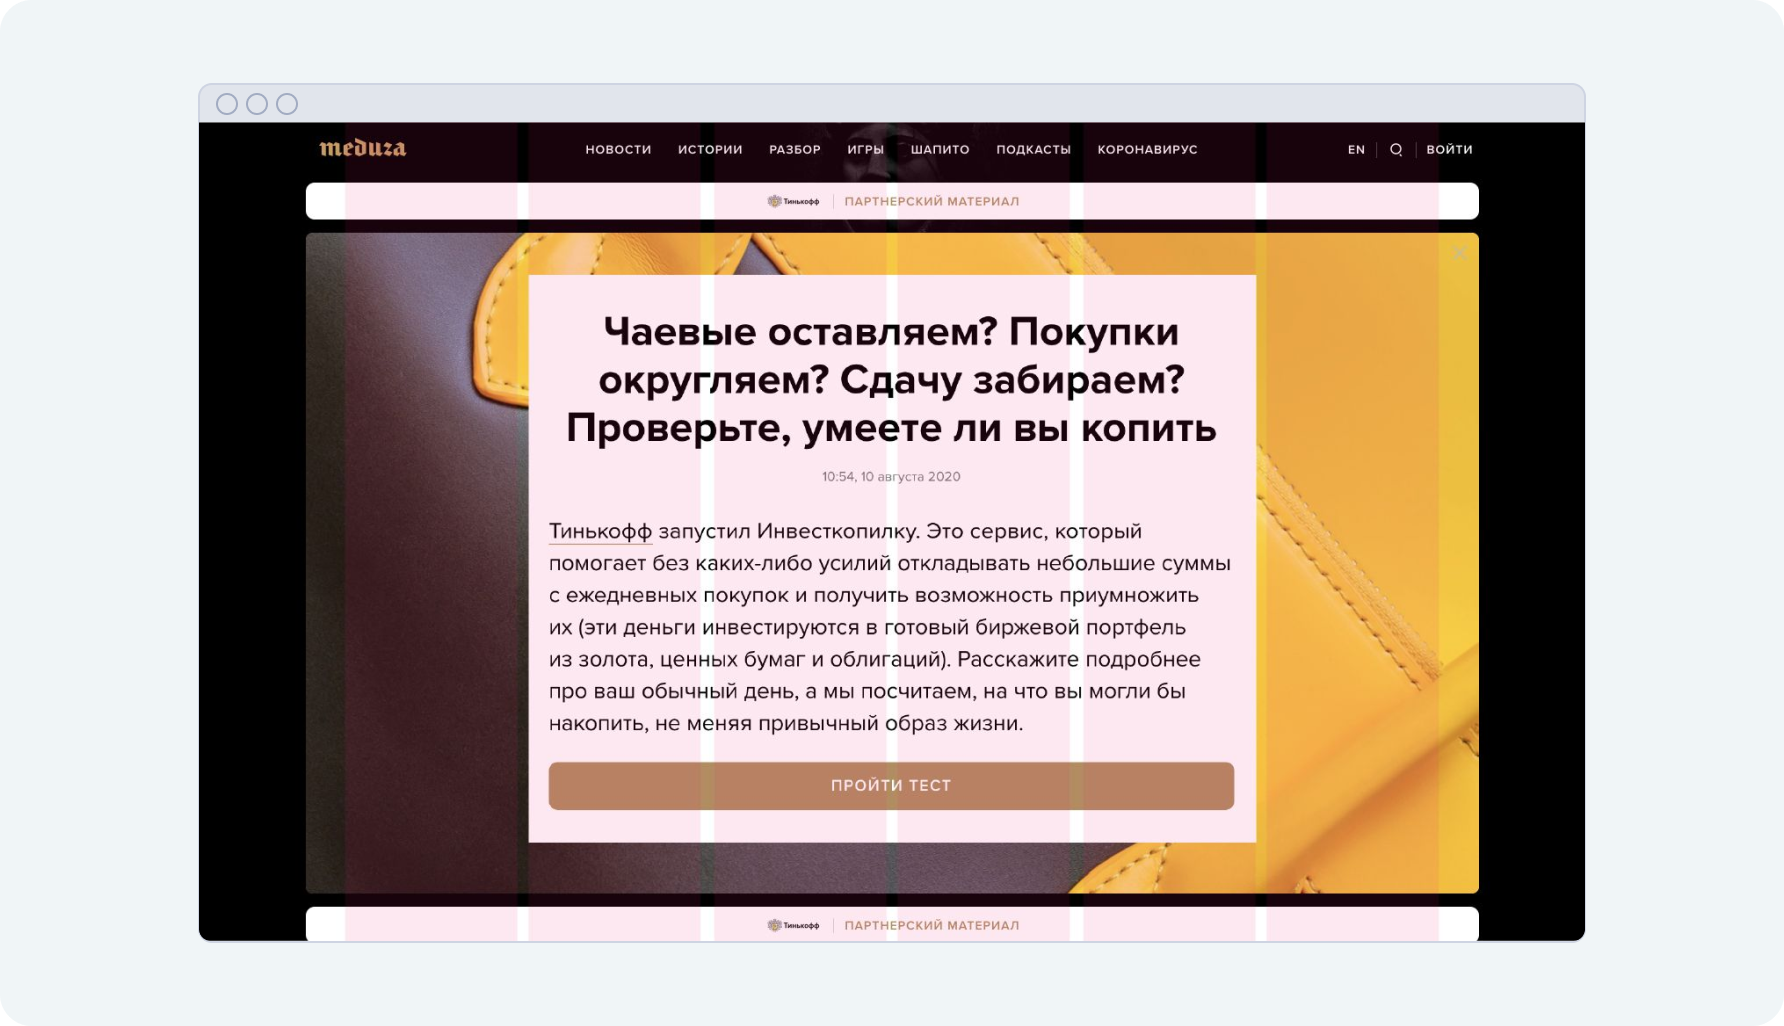 meduza
НОВОСТИ ИСТОРИИ РАЗБОР ИГРЫ ШАПИТО ПОДКАСТЫ КОРОНАВИРУС
EN ВОЙТИ
Тинькофф ПАРТНЕРСКИЙ МАТЕРИАЛ
Чаевые оставляем? Покупки
округляем? Сдачу забираем?
Проверьте, умеете ли вы копить
10:54, 10 августа 2020
Тинькофф запустил Инвесткопилку. Это сервис, который
помогает без каких-либо усилий откладывать небольшие суммы
с ежедневных покупок и получить возможность приумножить
их (эти деньги инвестируются в готовый биржевой портфель
из золота, ценных бумаг и облигаций). Расскажите подробнее
про ваш обычный день, а мы посчитаем, на что вы могли бы
накопить, не меняя привычный образ жизни.
ПРОЙТИ ТЕСТ
Тинькофф ПАРТНЕРСКИЙ МАТЕРИАЛ